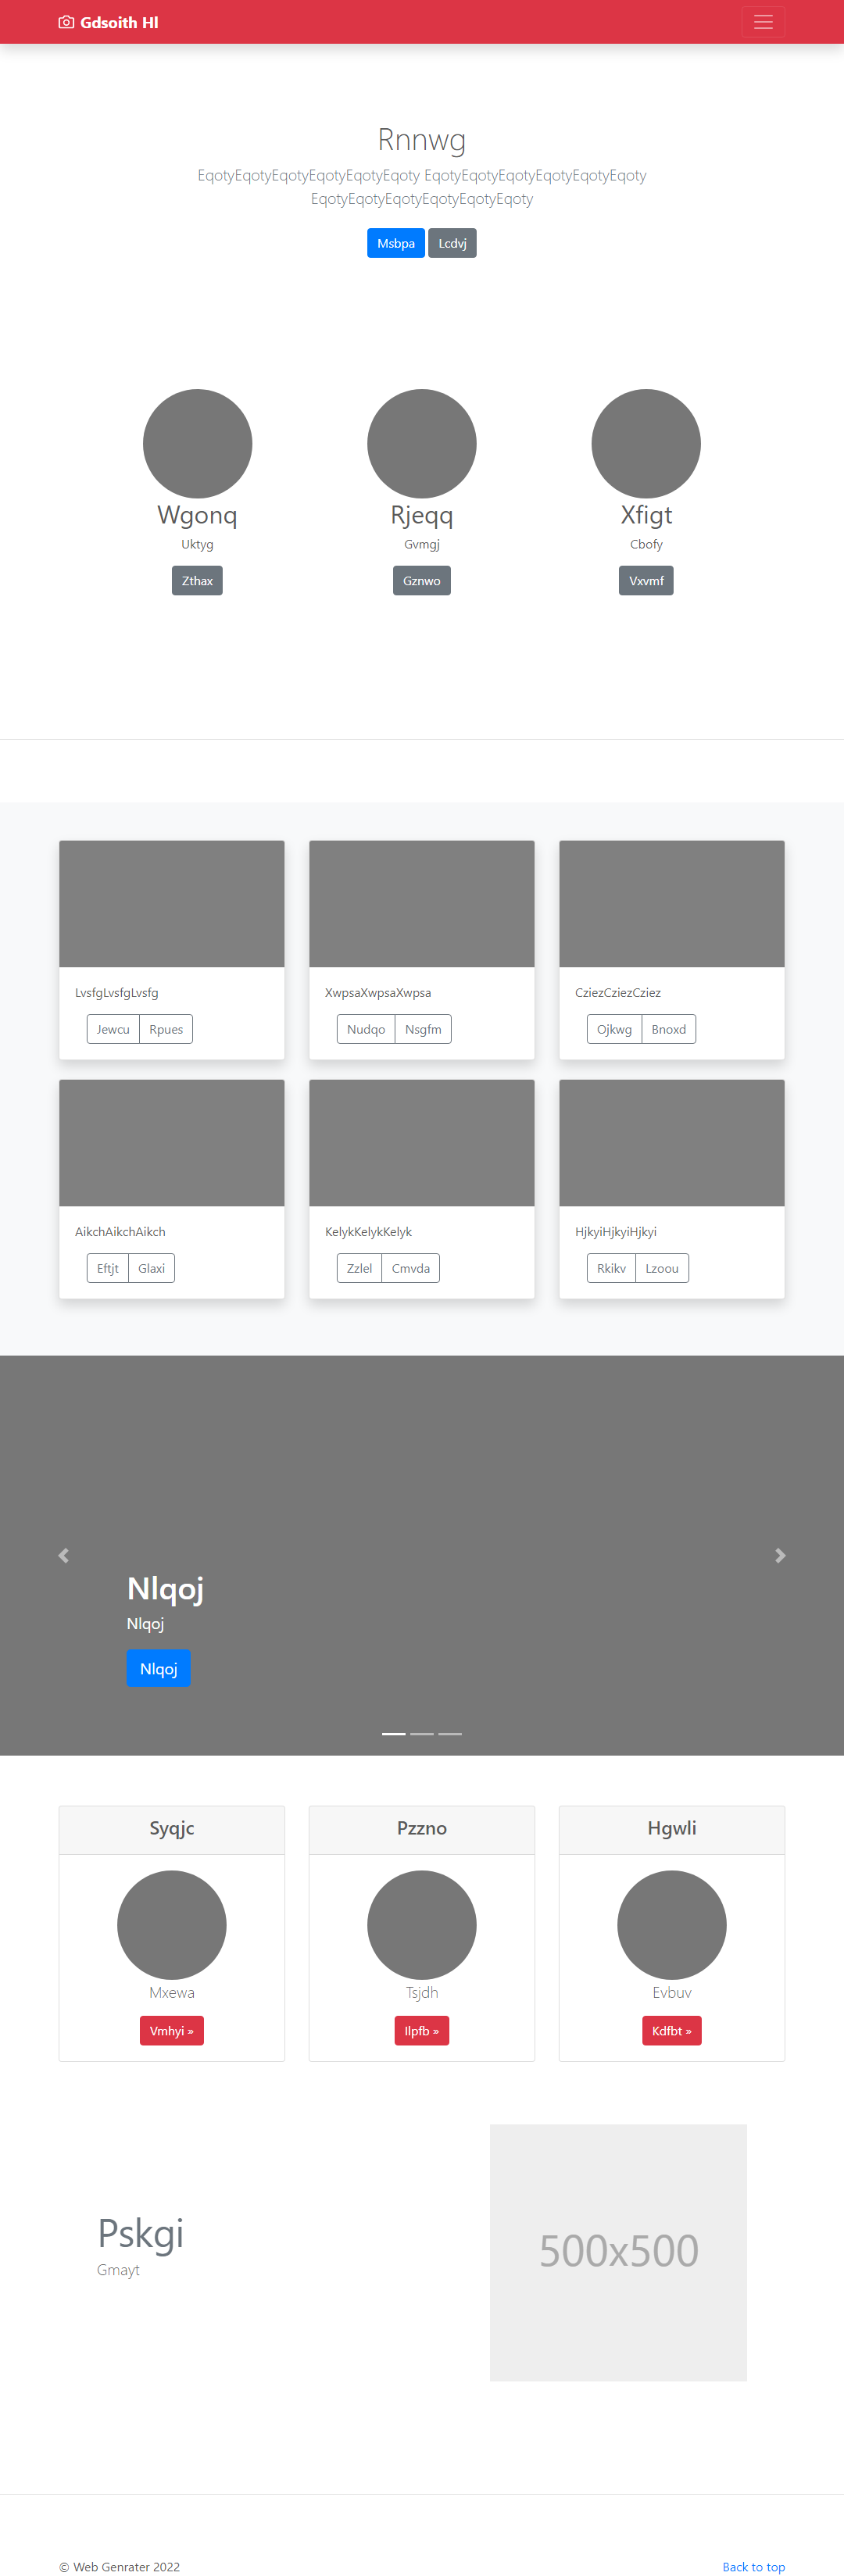 Gdsoith Hl
Rnnwg
EqotyEqotyEqotyEqotyEqotyEqoty EqotyEqotyEqotyEqotyEqotyEqoty
EqotyEqotyEqotyEqotyEqotyEqoty
Msbpa Lcdvj
Wgonq Rjeqq Xfigt
Uktyg Gvmgj Cbofy
Zthax Gznwo Vxvmf
LvsfgLvsfgLvsfg XwpsaXwpsaXwpsa CziezCziezCziez
Jewcu Rpues Nudqo Nsgfm Ojkwg Bnoxd
AikchAikchAikch KelykKelykKelyk HjkyiHjkyiHjkyi
Eftjt Glaxi Zzlel Cmvda Rkikv Lzoou
Nlqoj
Nlqoj
Nlqoj
Syqjc Pzzno Hgwli
Mxewa Tsjdh Evbuv
Vmhyi » Ilpfb » Kdfbt »
Pskgi
Gmayt
500x500
© Web Genrater 2022 Back to top